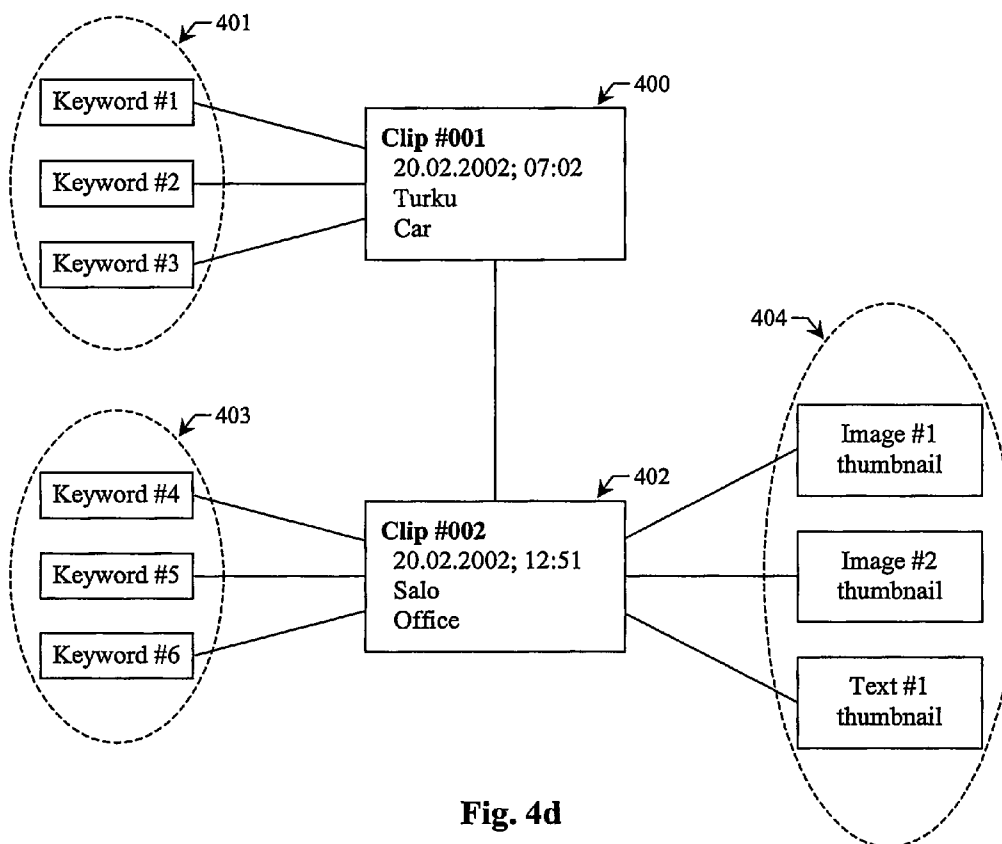 401
Keyword #1
Keyword #2
Keyword #3
400
Clip #001
20.02.2002; 07:02
Turku
Car
404
Image #1
thumbnail
Image #2
thumbnail
Text #1
thumbnail
403
Keyword #4
Keyword #5
Keyword #6
402
Clip #002
20.02.2002; 12:51
Salo
Office
Fig. 4d